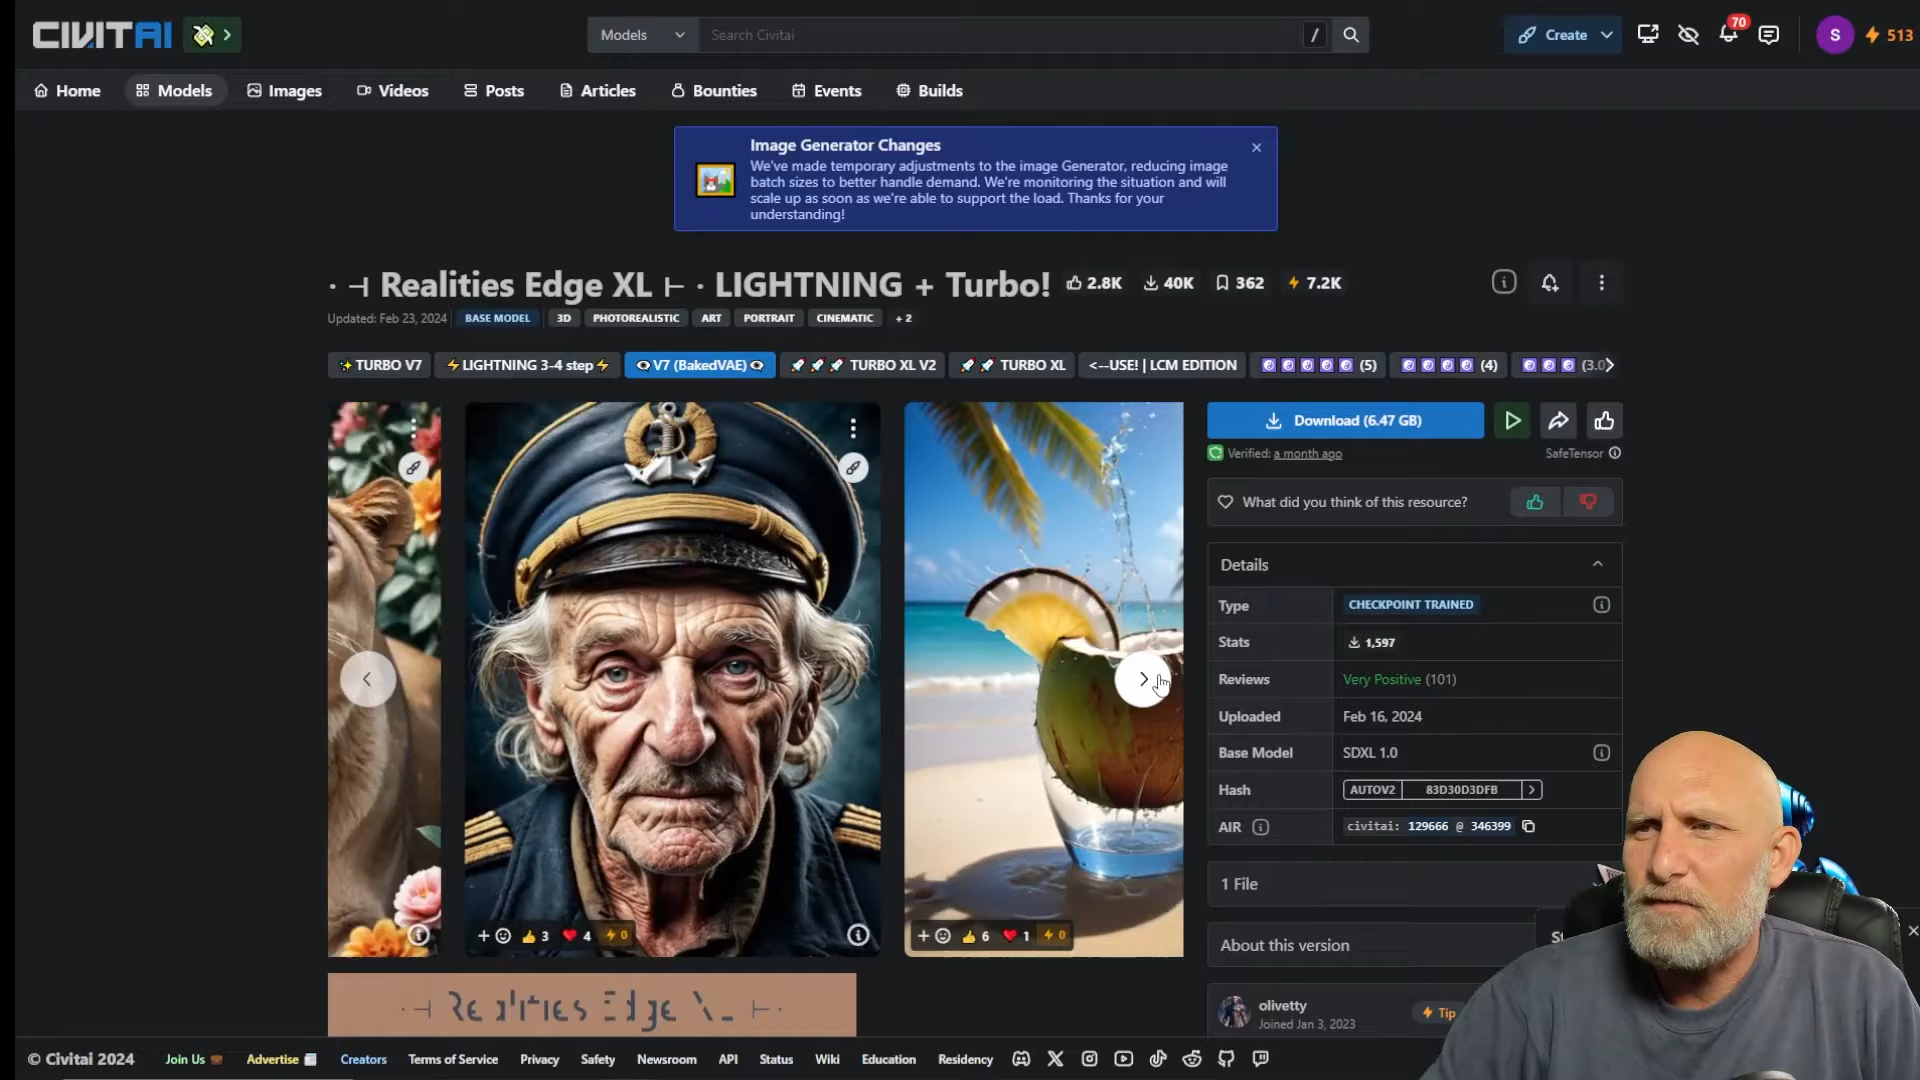 CIVITAI
Models
Search Civitai
/
Create
70
S
513
Home
Models
Images
Videos
Posts
Articles
Bounties
Events
Builds
Image Generator Changes
We've made temporary adjustments to the image Generator, reducing image
batch sizes to better handle demand. We're monitoring the situation and will
scale up as soon as we're able to support the load. Thanks for your
understanding!
· ⊣ Realities Edge XL ⊢ · LIGHTNING + Turbo!
2.8K
40K
362
7.2K
Updated: Feb 23, 2024
BASE MODEL
3D
PHOTOREALISTIC
ART
PORTRAIT
CINEMATIC
+ 2
TURBO V7
LIGHTNING 3-4 step
V7 (BakedVAE)
TURBO XL V2
TURBO XL
<--USE! | LCM EDITION
(5)
(4)
(3.0
Download (6.47 GB)
Verified: a month ago
SafeTensor
What did you think of this resource?
Details
Type
CHECKPOINT TRAINED
Stats
1,597
Reviews
Very Positive (101)
Uploaded
Feb 16, 2024
Base Model
SDXL 1.0
Hash
AUTOV2
83D30D3DFB
AIR
civitai: 129666 @ 346399
1 File
About this version
olivetty
Joined Jan 3, 2023
Tip
3
4
0
6
1
0
· ⊣ Realities Edge XL ⊢ ·
© Civitai 2024
Join Us
Advertise
Creators
Terms of Service
Privacy
Safety
Newsroom
API
Status
Wiki
Education
Residency